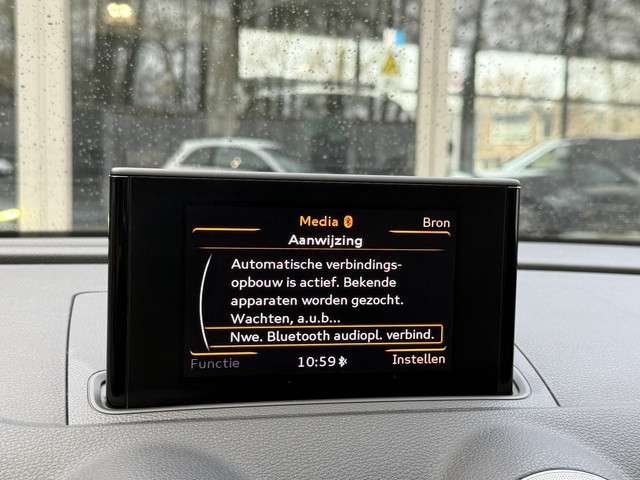 Media
Bron
Aanwijzing
Automatische verbindings-
opbouw is actief. Bekende
apparaten worden gezocht.
Wachten, a.u.b...
Nwe. Bluetooth audiopl. verbind.
Functie
10:59
Instellen